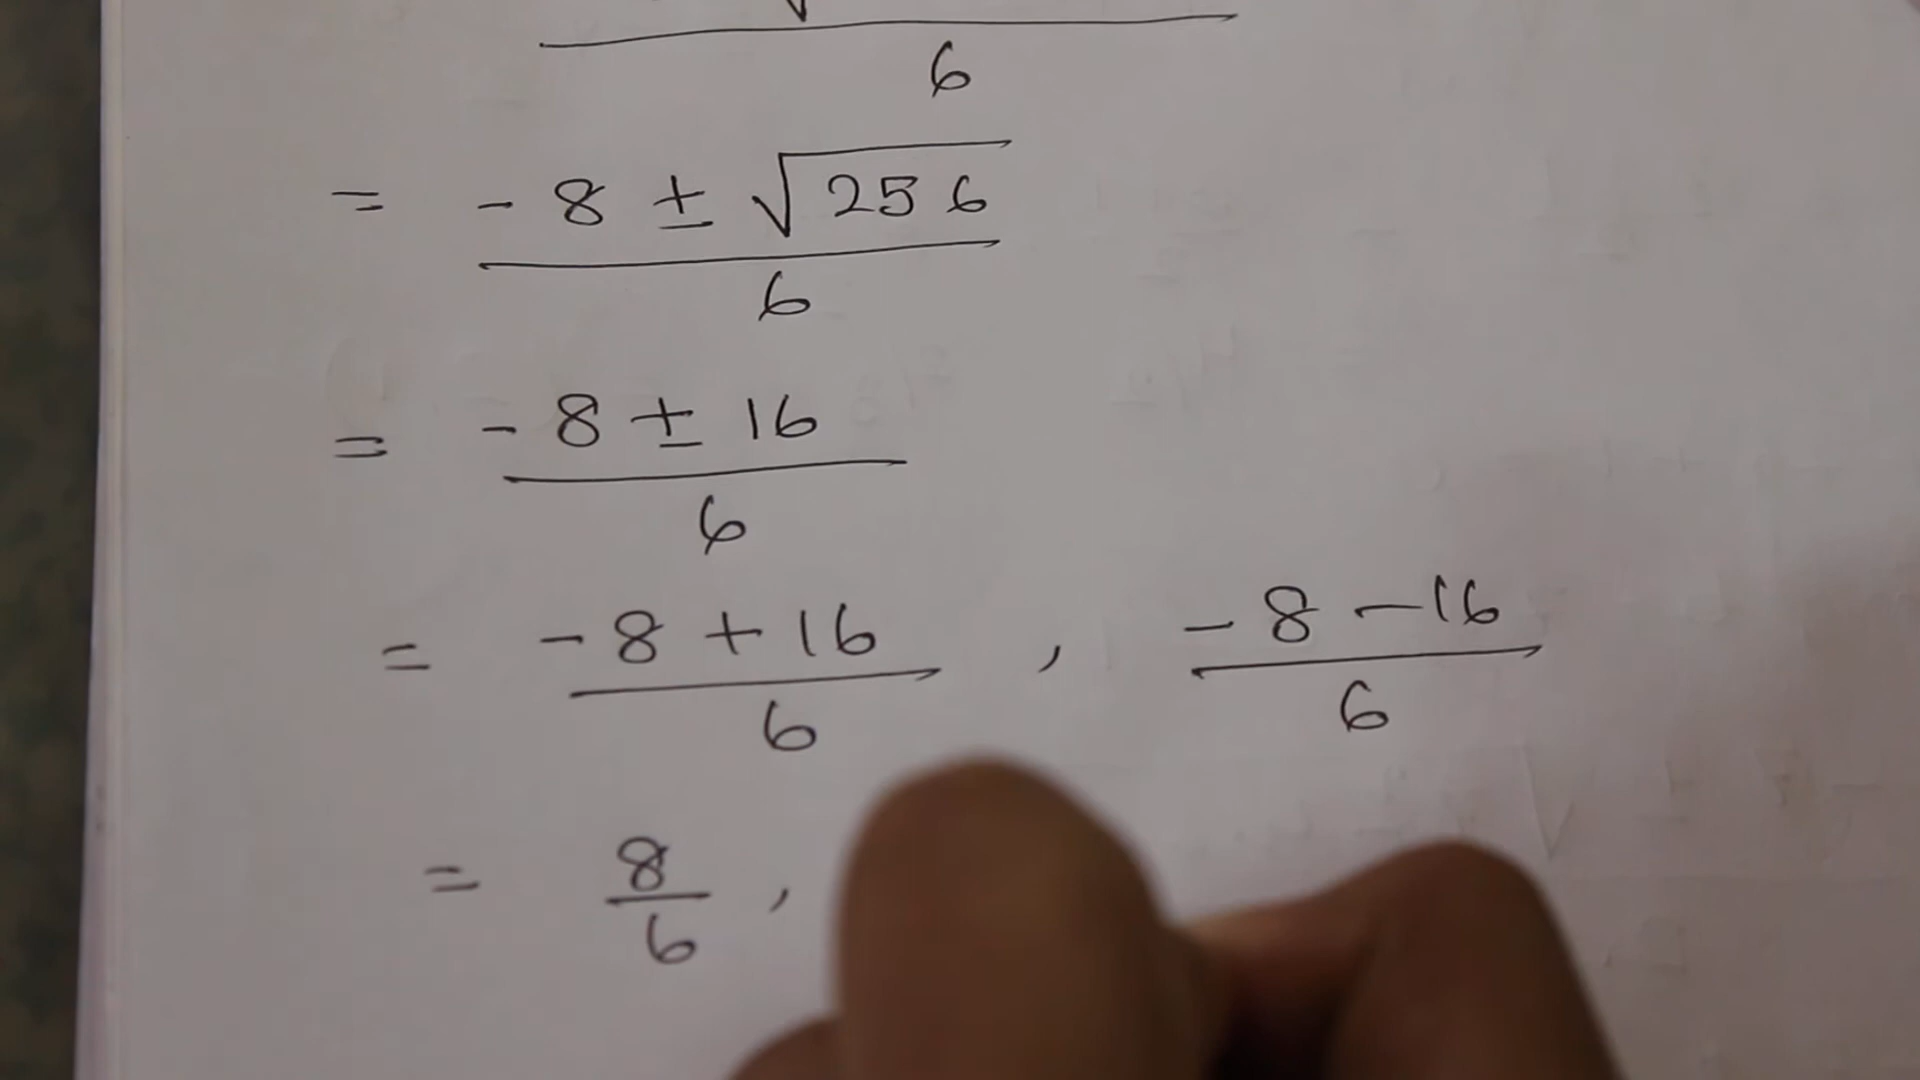 6
= -8 ± √256
6
= -8 ± 16
6
= -8 + 16 , -8 - 16
6 6
= 8 ,
6